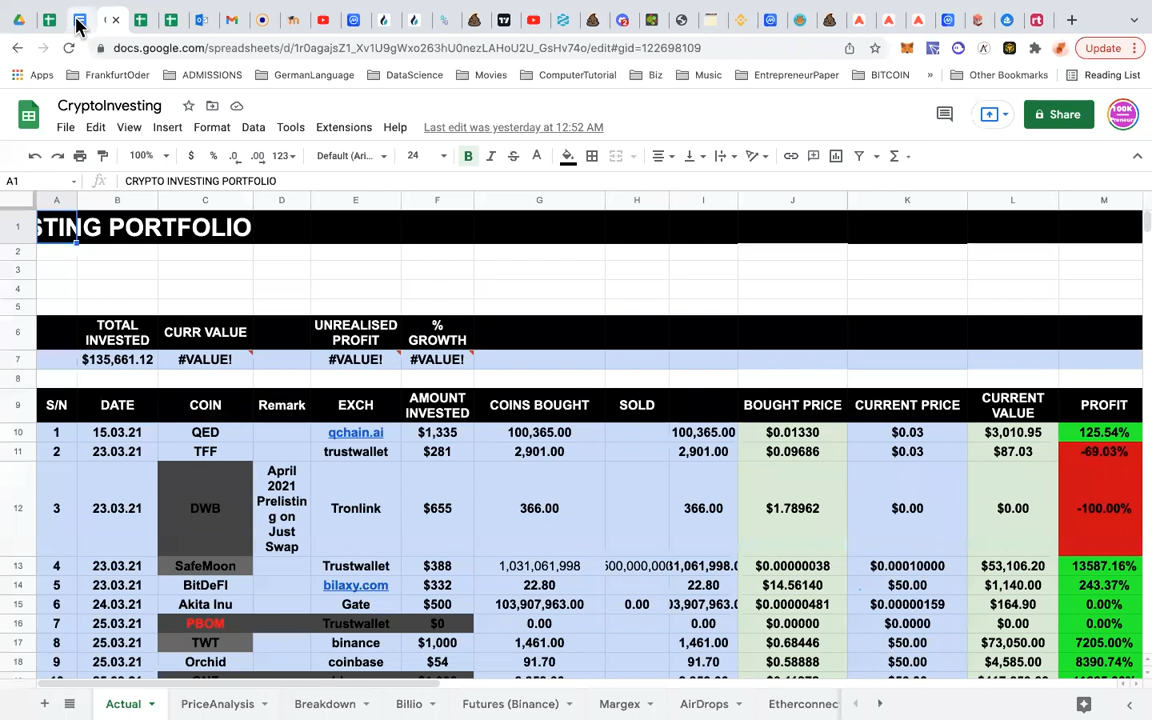 docs.google.com/spreadsheets/d/1r0agajsZ1_Xv1U9gWxo263hU0nezLAHoU2U_GsHv74o/edit#gid=122698109
Update
Apps FrankfurtOder ADMISSIONS GermanLanguage DataScience Movies ComputerTutorial Biz Music EntrepreneurPaper BITCOIN » Other Bookmarks Reading List
CryptoInvesting
File Edit View Insert Format Data Tools Extensions Help Last edit was yesterday at 12:52 AM
Share
100% $ % .0 .00 123 Default (Ari... 24 B I S A
A1 fx CRYPTO INVESTING PORTFOLIO
A B C D E F G H I J K L M
1 STING PORTFOLIO
2
3
4
5
6 TOTAL INVESTED CURR VALUE UNREALISED PROFIT % GROWTH
7 $135,661.12 #VALUE! #VALUE! #VALUE!
8
9 S/N DATE COIN Remark EXCH AMOUNT INVESTED COINS BOUGHT SOLD BOUGHT PRICE CURRENT PRICE CURRENT VALUE PROFIT
10 1 15.03.21 QED qchain.ai $1,335 100,365.00 100,365.00 $0.01330 $0.03 $3,010.95 125.54%
11 2 23.03.21 TFF trustwallet $281 2,901.00 2,901.00 $0.09686 $0.03 $87.03 -69.03%
12 3 23.03.21 DWB April 2021 Prelisting on Just Swap Tronlink $655 366.00 366.00 $1.78962 $0.00 $0.00 -100.00%
13 4 23.03.21 SafeMoon Trustwallet $388 1,031,061,998 $0.00000038 $0.00010000 $53,106.20 13587.16%
14 5 23.03.21 BitDeFI bilaxy.com $332 22.80 22.80 $14.56140 $50.00 $1,140.00 243.37%
15 6 24.03.21 Akita Inu Gate $500 103,907,963.00 0.00 $0.00000481 $0.00000159 $164.90 0.00%
16 7 25.03.21 PBOM Trustwallet $0 0.00 0.00 $0.00000 $0.0000 $0.00 0.00%
17 8 25.03.21 TWT binance $1,000 1,461.00 1,461.00 $0.68446 $50.00 $73,050.00 7205.00%
18 9 25.03.21 Orchid coinbase $54 91.70 91.70 $0.58888 $50.00 $4,585.00 8390.74%
Actual PriceAnalysis Breakdown Billio Futures (Binance) Margex AirDrops Etherconnec